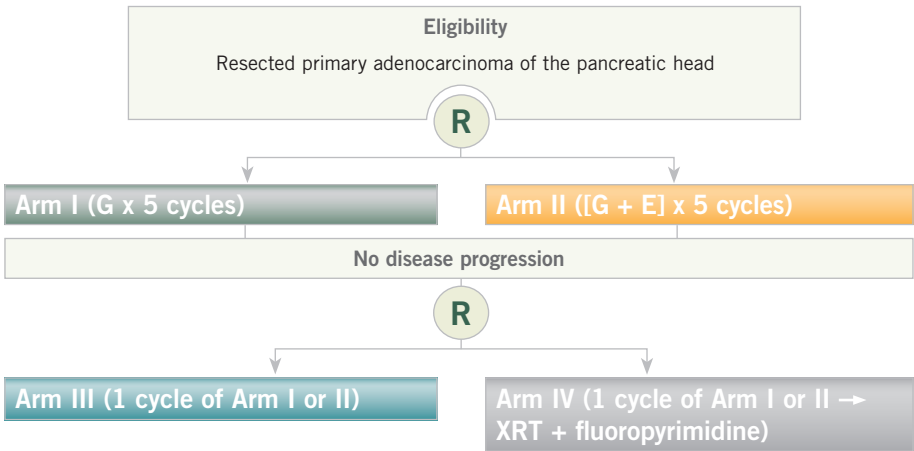 Eligibility
Resected primary adenocarcinoma of the pancreatic head
R
Arm I (G x 5 cycles)
Arm II ([G + E] x 5 cycles)
No disease progression
R
Arm III (1 cycle of Arm I or II)
Arm IV (1 cycle of Arm I or II →
XRT + fluoropyrimidine)